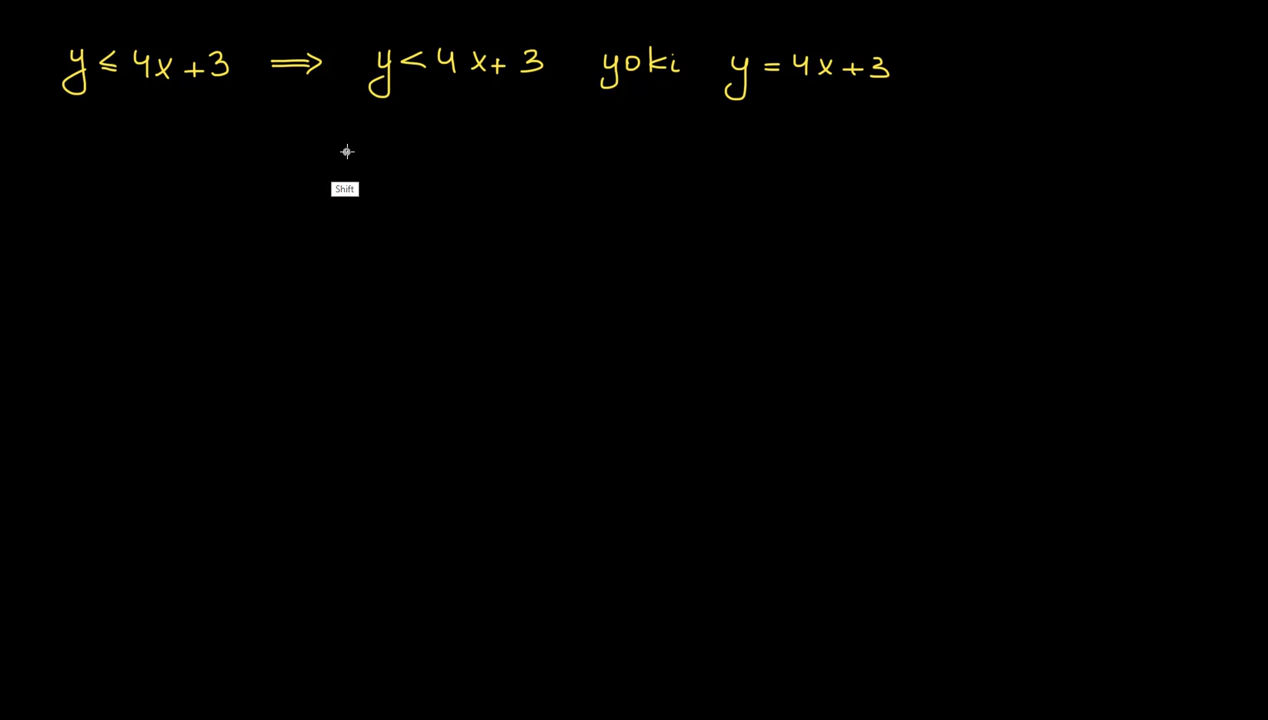 y ≤ 4x + 3 ⟹ y < 4x + 3 yoki y = 4x + 3
Shift